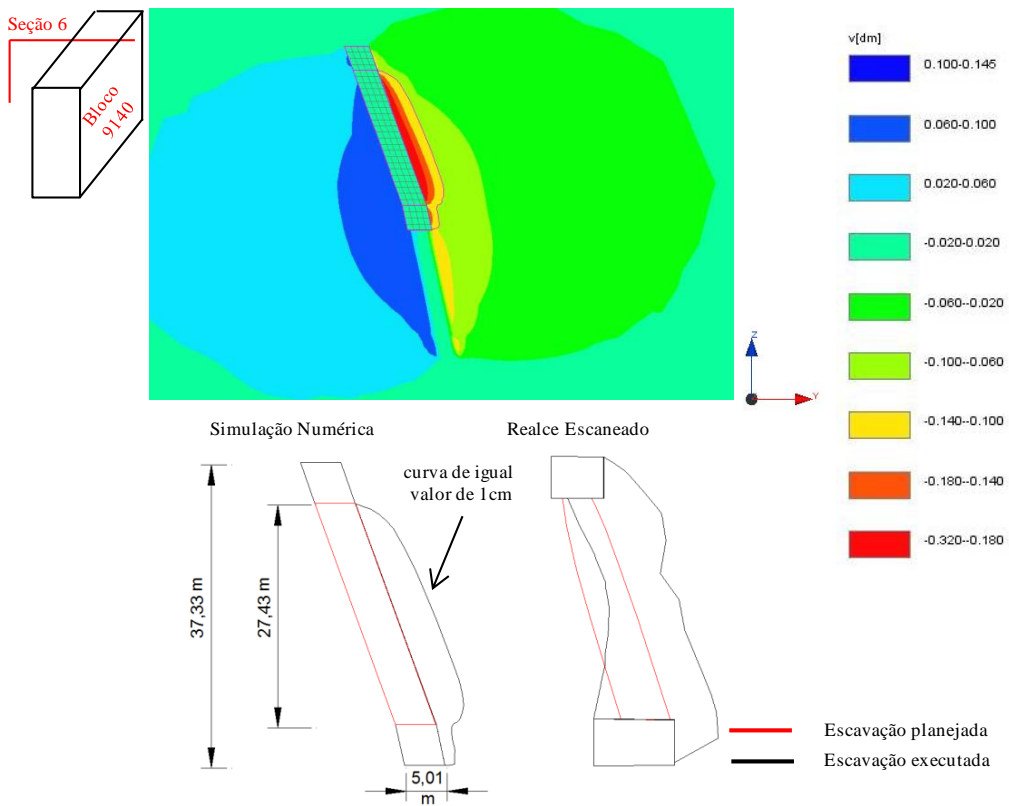 Seção 6
Bloco
9140
v[dm]
0.100-0.145
0.060-0.100
0.020-0.060
-0.020-0.020
-0.060--0.020
-0.100--0.060
-0.140--0.100
-0.180--0.140
-0.320--0.180
Z
Y
Simulação Numérica
Realce Escaneado
curva de igual
valor de 1cm
37,33 m
27,43 m
5,01
m
Escavação planejada
Escavação executada